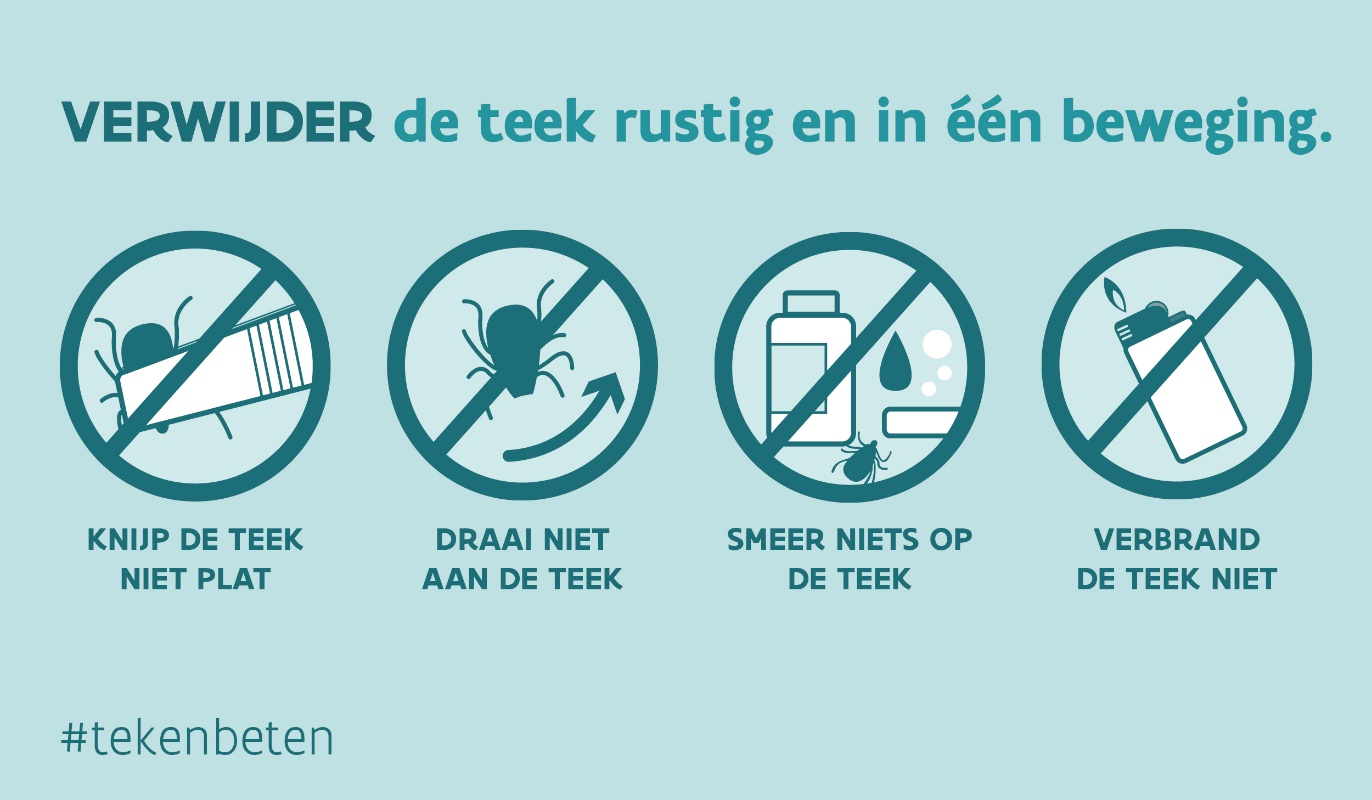 VERWIJDER de teek rustig en in één beweging.
KNIJP DE TEEK
NIET PLAT
DRAAI NIET
AAN DE TEEK
SMEER NIETS OP
DE TEEK
VERBRAND
DE TEEK NIET
#tekenbeten